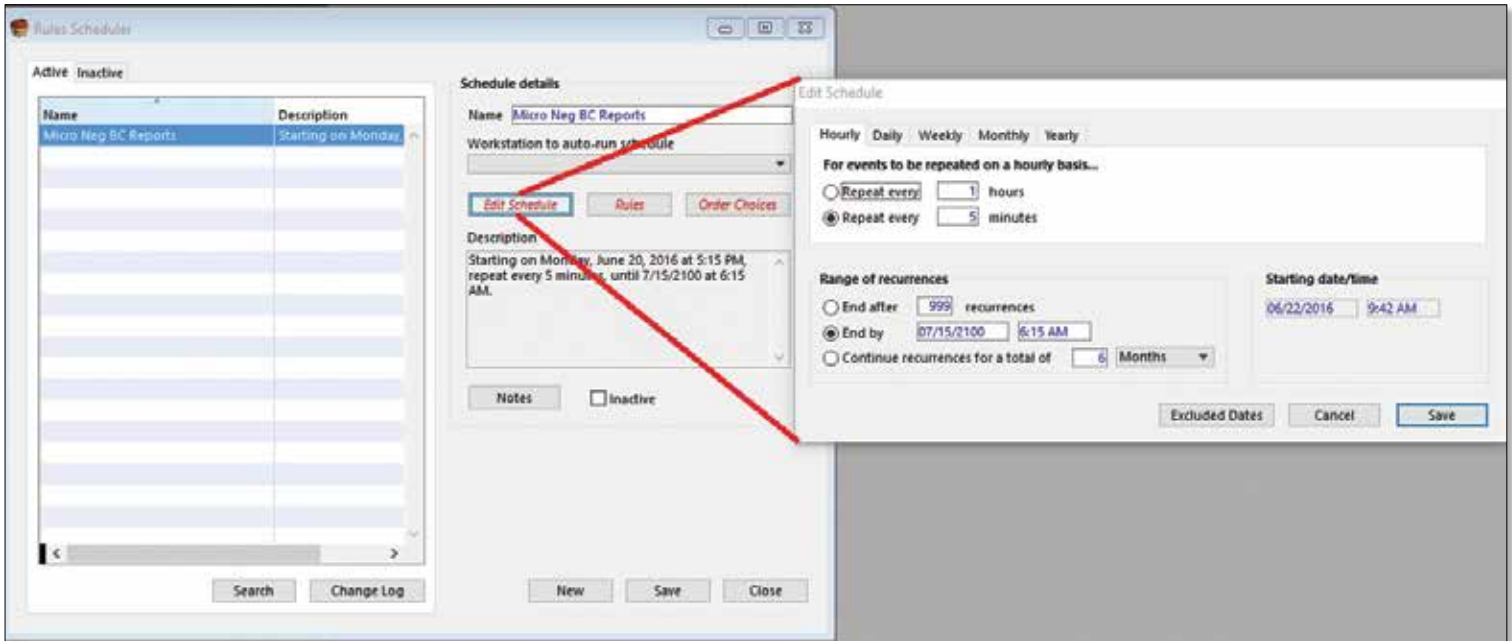 Rules Scheduler
Active Inactive
Name Description
Micro Neg BC Reports Starting on Monday,
Search Change Log
Schedule details
Name Micro Neg BC Reports
Workstation to auto-run schedule
Edit Schedule Rules Order Choices
Description
Starting on Monday, June 20, 2016 at 5:15 PM,
repeat every 5 minutes, until 7/15/2100 at 6:15
AM.
Notes Inactive
New Save Close
Edit Schedule
Hourly Daily Weekly Monthly Yearly
For events to be repeated on a hourly basis...
Repeat every 1 hours
Repeat every 5 minutes
Range of recurrences
End after 999 recurrences
End by 07/15/2100 6:15 AM
Continue recurrences for a total of 6 Months
Starting date/time
06/22/2016 9:42 AM
Excluded Dates Cancel Save